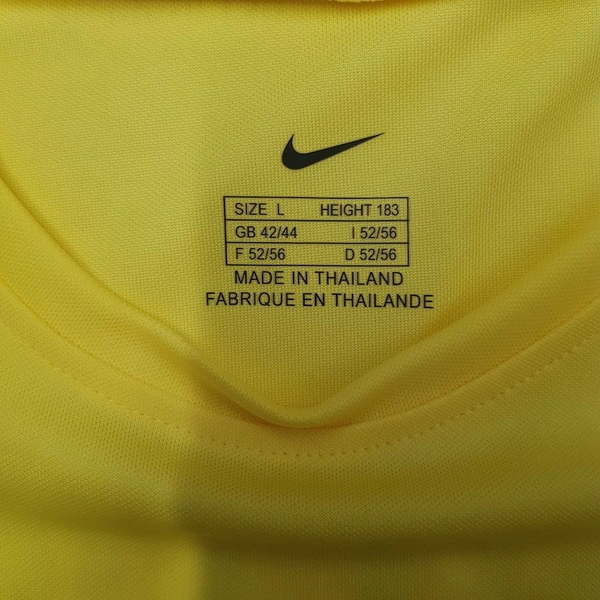 SIZE L HEIGHT 183
GB 42/44 I 52/56
F 52/56 D 52/56
MADE IN THAILAND
FABRIQUE EN THAILANDE